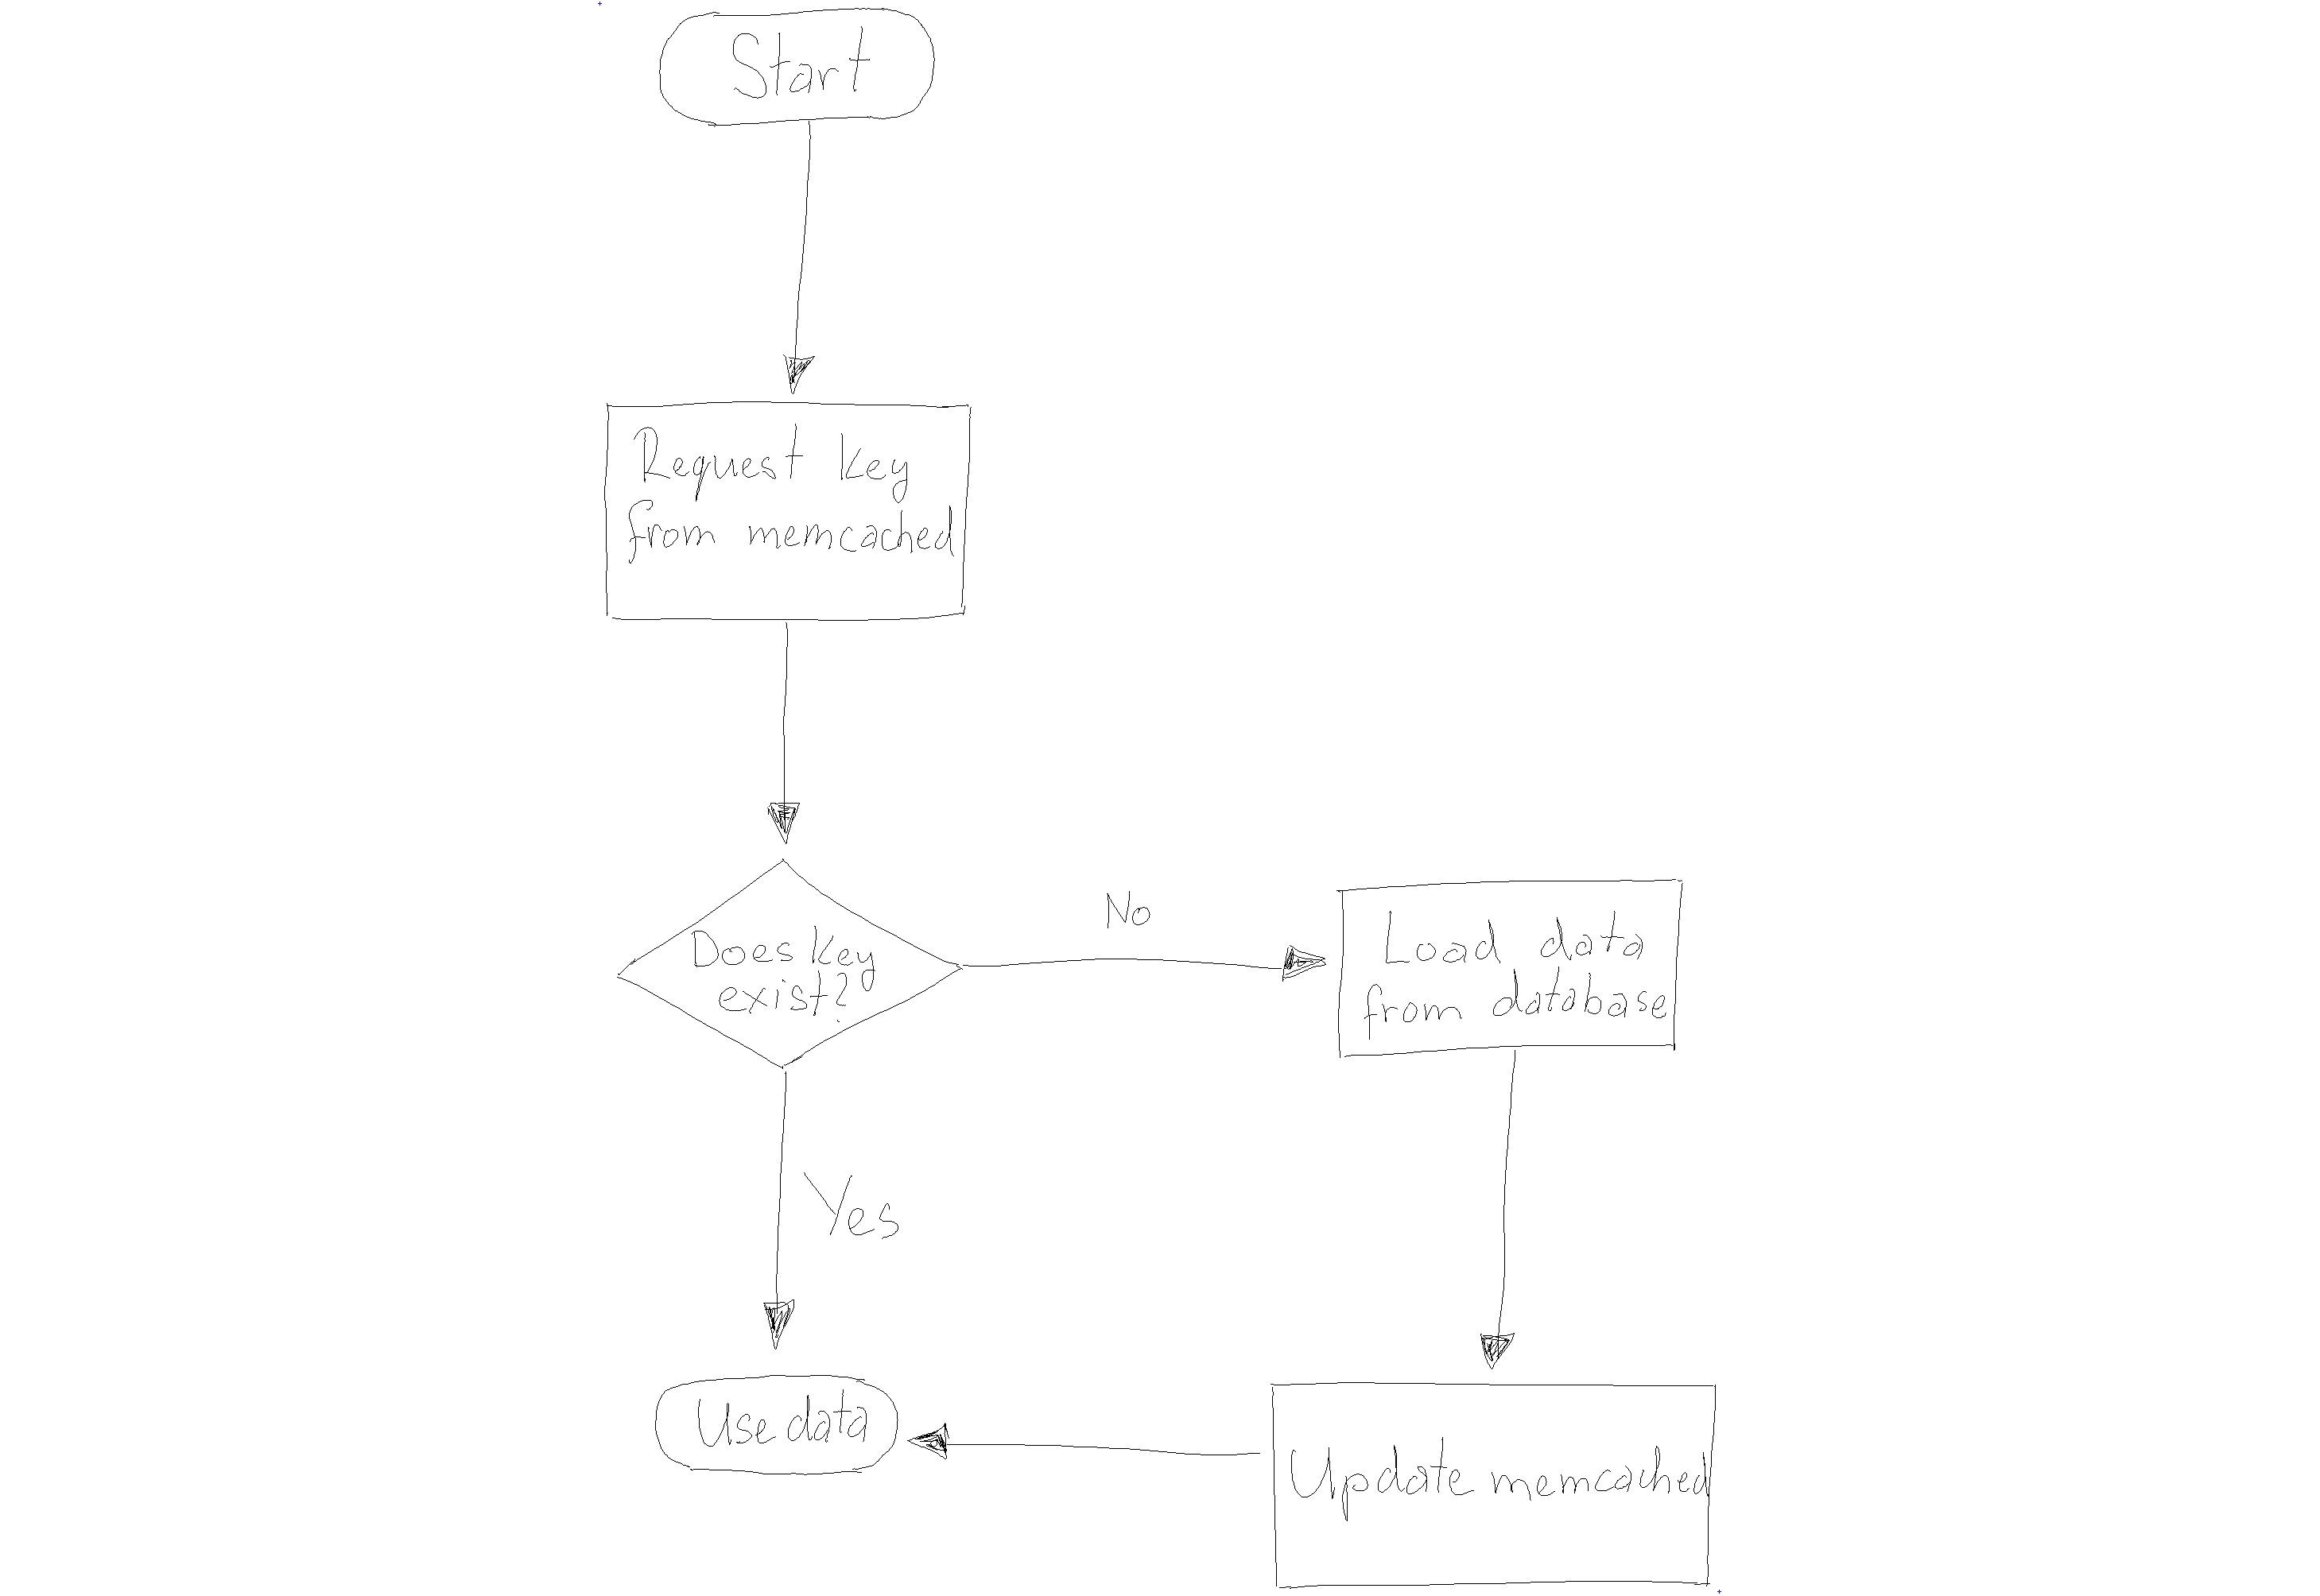 Start
Request key
from memcached
Does key
exist?
No
Load data
from database
Yes
Use data
Update memcached